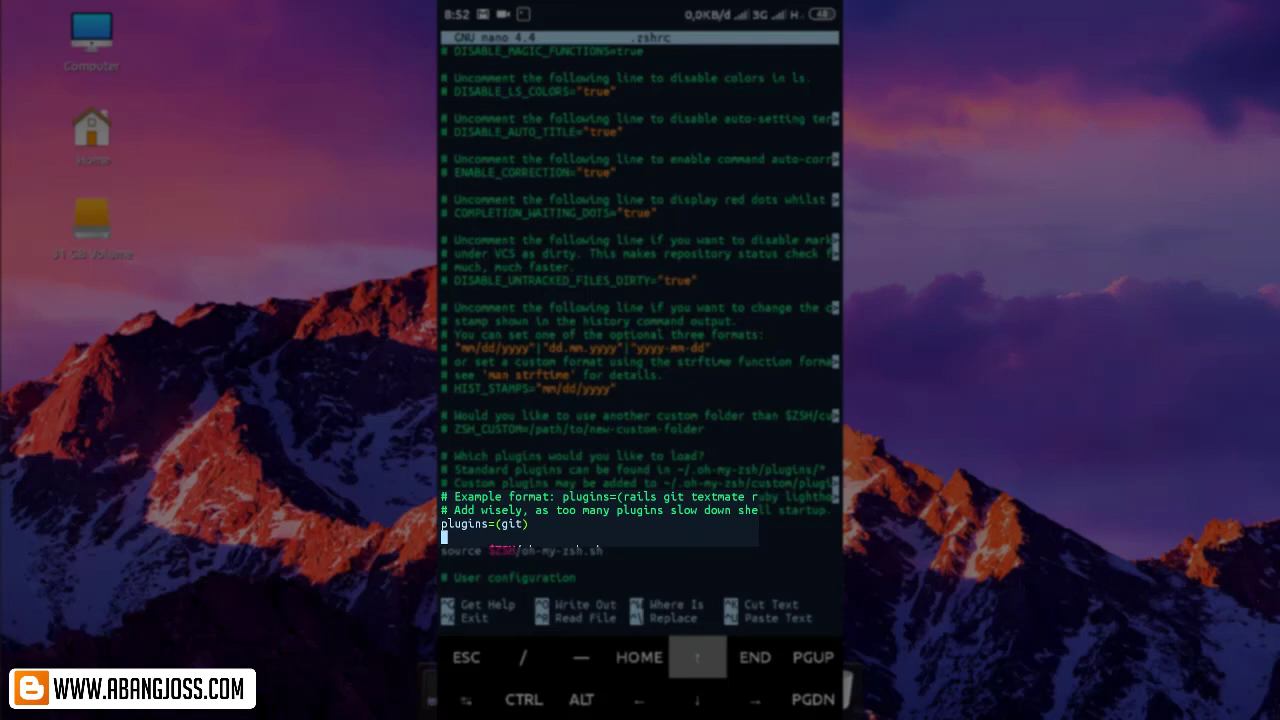 8:52 0,0KB/s 3G H 48
Computer
Home
31 GB Volume
GNU nano 4.4 .zshrc
# DISABLE_MAGIC_FUNCTIONS=true
# Uncomment the following line to disable colors in ls.
# DISABLE_LS_COLORS="true"
# Uncomment the following line to disable auto-setting ter>
# DISABLE_AUTO_TITLE="true"
# Uncomment the following line to enable command auto-corr>
# ENABLE_CORRECTION="true"
# Uncomment the following line to display red dots whilst >
# COMPLETION_WAITING_DOTS="true"
# Uncomment the following line if you want to disable mark>
# under VCS as dirty. This makes repository status check f>
# much, much faster.
# DISABLE_UNTRACKED_FILES_DIRTY="true"
# Uncomment the following line if you want to change the c>
# stamp shown in the history command output.
# You can set one of the optional three formats:
# "mm/dd/yyyy"|"dd.mm.yyyy"|"yyyy-mm-dd"
# or set a custom format using the strftime function forma>
# see 'man strftime' for details.
# HIST_STAMPS="mm/dd/yyyy"
# Would you like to use another custom folder than $ZSH/cu>
# ZSH_CUSTOM=/path/to/new-custom-folder
# Which plugins would you like to load?
# Standard plugins can be found in ~/.oh-my-zsh/plugins/*
# Custom plugins may be added to ~/.oh-my-zsh/custom/plugi>
# Example format: plugins=(rails git textmate ruby lightho>
# Add wisely, as too many plugins slow down shell startup.
plugins=(git)
source $ZSH/oh-my-zsh.sh
# User configuration
^G Get Help ^O Write Out ^W Where Is ^K Cut Text
^X Exit ^R Read File ^\ Replace ^U Paste Text
ESC / — HOME ↑ END PGUP
↹ CTRL ALT ← ↓ → PGDN
WWW.ABANGJOSS.COM